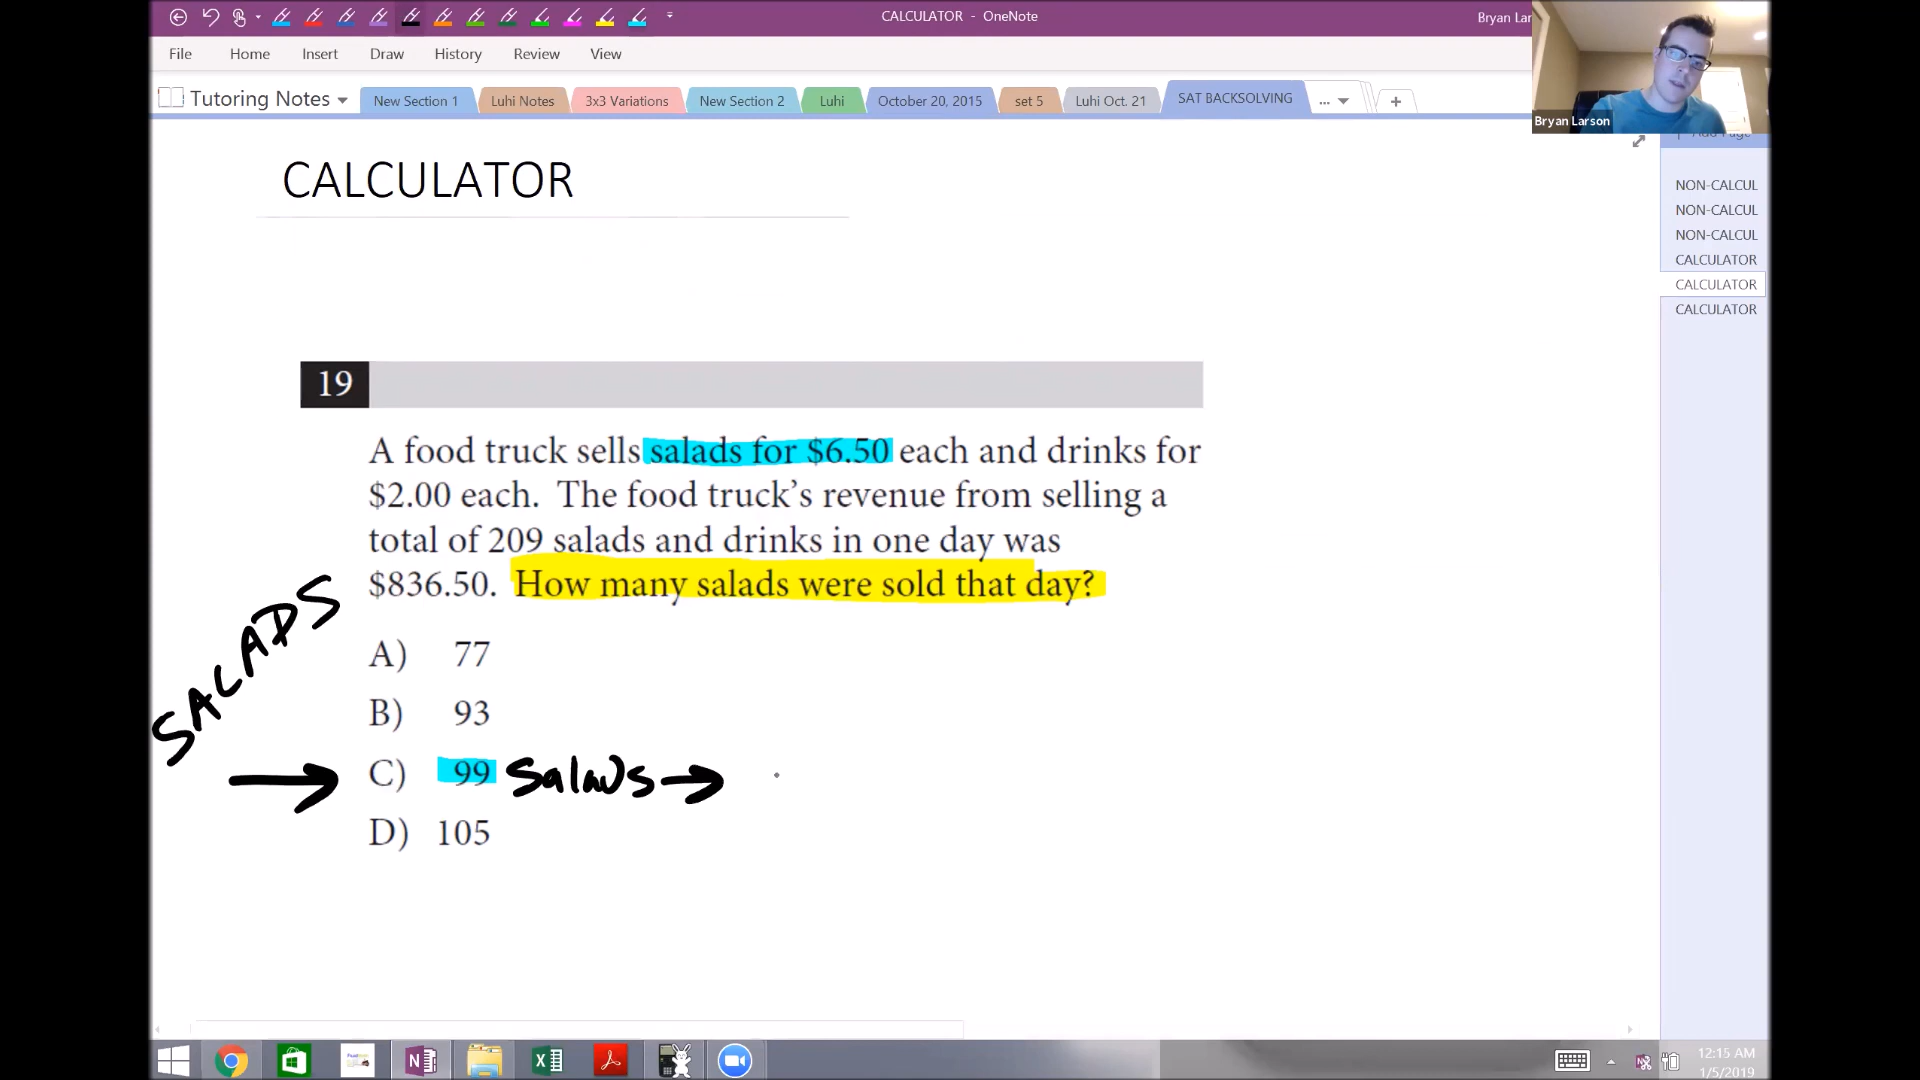 CALCULATOR - OneNote
Bryan Lar
File Home Insert Draw History Review View
Tutoring Notes New Section 1 Luhi Notes 3x3 Variations New Section 2 Luhi October 20, 2015 set 5 Luhi Oct. 21 SAT BACKSOLVING ... +
Bryan Larson
Add Page
CALCULATOR
NON-CALCUL
NON-CALCUL
NON-CALCUL
CALCULATOR
CALCULATOR
CALCULATOR
19
A food truck sells salads for $6.50 each and drinks for
$2.00 each. The food truck's revenue from selling a
total of 209 salads and drinks in one day was
$836.50. How many salads were sold that day?
SALADS
A) 77
B) 93
C) 99 Salads
D) 105
12:15 AM
1/5/2019